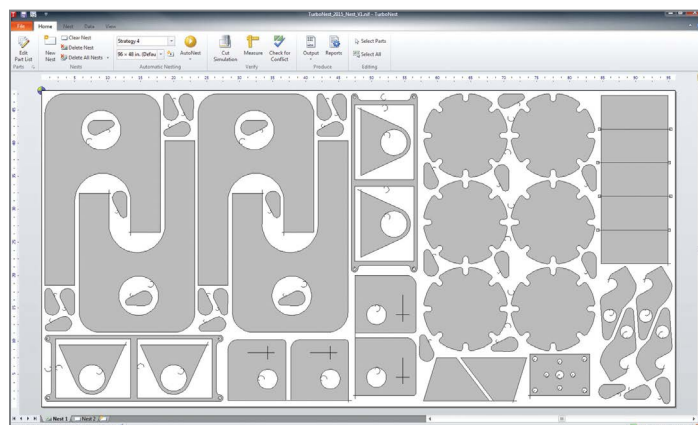 TurboNest_2015_Nest_V1.nif - TurboNest
File Home Nest Data View
Edit Part List
New Nest
Clear Nest
Delete Nest
Delete All Nests
Strategy 4
96 × 48 in. (Defau
AutoNest
Cut Simulation
Measure
Check for Conflict
Output
Reports
Select Parts
Select All
Parts Nests Automatic Nesting Verify Produce Editing
Nest 1 Nest 2